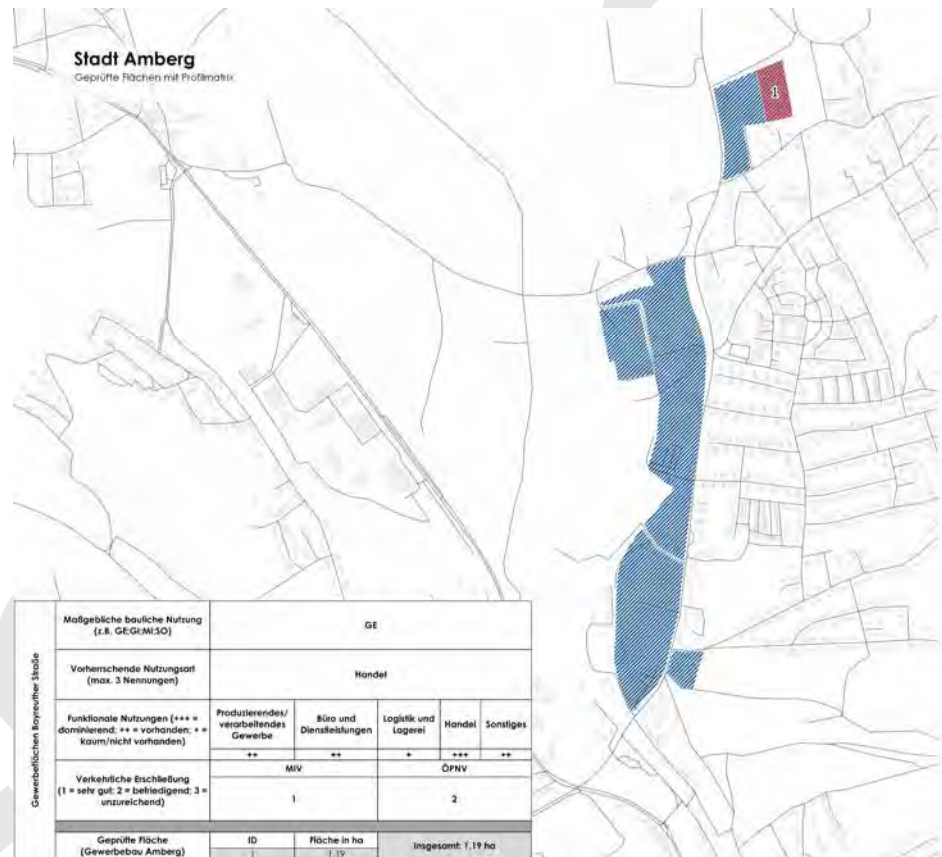 Stadt Amberg
Geprüfte Flächen mit Profilmatrix
1
Gewerbeflächen Bayreuther Straße
Maßgebliche bauliche Nutzung
(z.B. GE;GI;MI;SO)
GE
Vorherrschende Nutzungsart
(max. 3 Nennungen)
Handel
Funktionale Nutzungen (+++ =
dominierend; ++ = vorhanden; + =
kaum/nicht vorhanden)
Produzierendes/
verarbeitendes
Gewerbe
Büro und
Dienstleistungen
Logistik und
Lagerei
Handel
Sonstiges
++
++
+
+++
++
Verkehrliche Erschließung
(1 = sehr gut; 2 = befriedigend; 3 =
unzureichend)
MIV
ÖPNV
1
2
Geprüfte Fläche
(Gewerbebau Amberg)
ID
Fläche in ha
Insgesamt: 1,19 ha
1
1,19